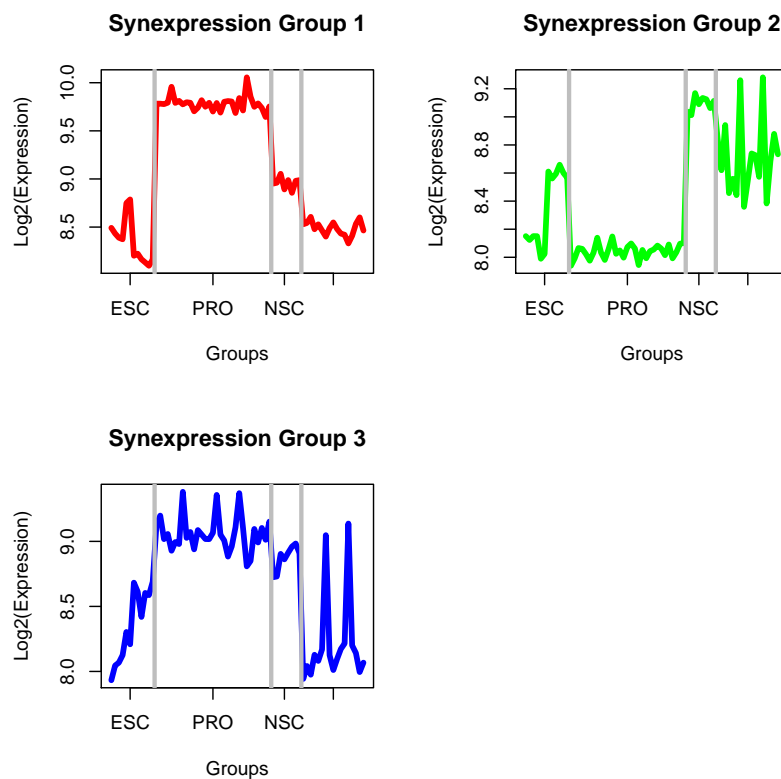 Synexpression Group 1
Log2(Expression)
10.0
9.5
9.0
8.5
ESC PRO NSC
Groups
Synexpression Group 2
Log2(Expression)
9.2
8.8
8.4
8.0
ESC PRO NSC
Groups
Synexpression Group 3
Log2(Expression)
9.0
8.5
8.0
ESC PRO NSC
Groups